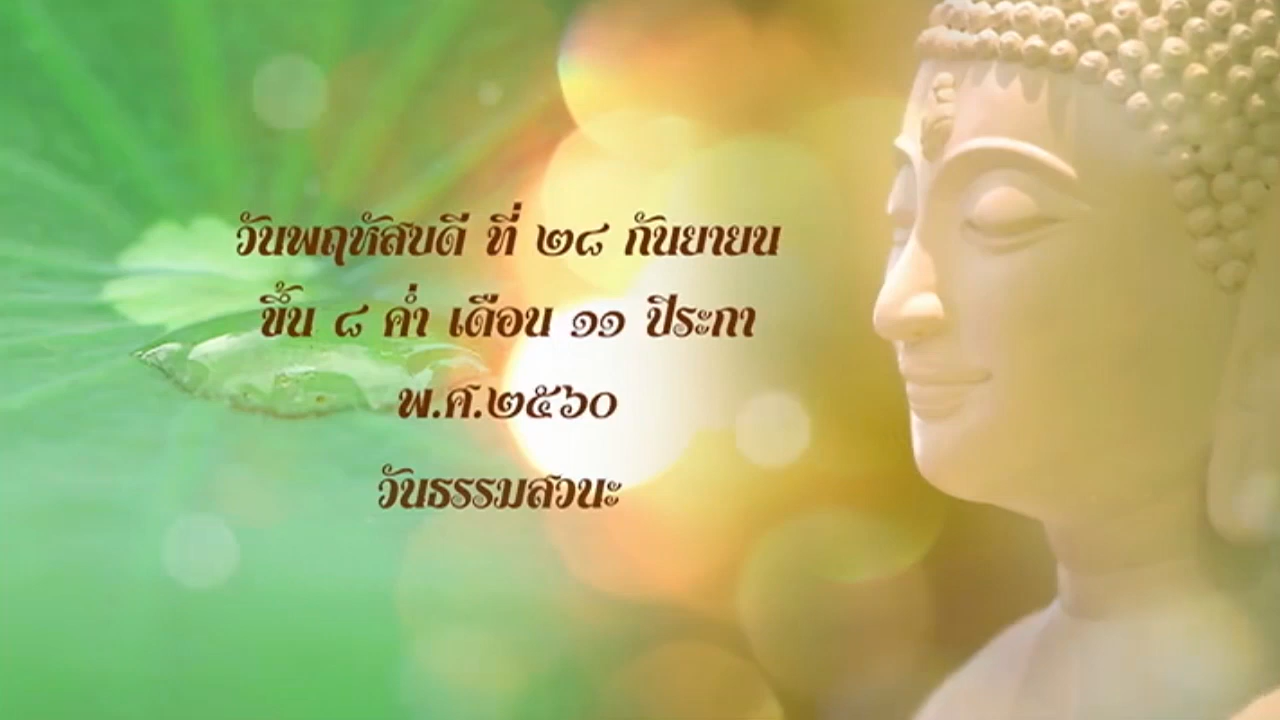 วันพฤหัสบดี ที่ ๒๘ กันยายน
ขึ้น ๘ ค่ำ เดือน ๑๑ ปีระกา
พ.ศ.๒๕๖๐
วันธรรมสวนะ